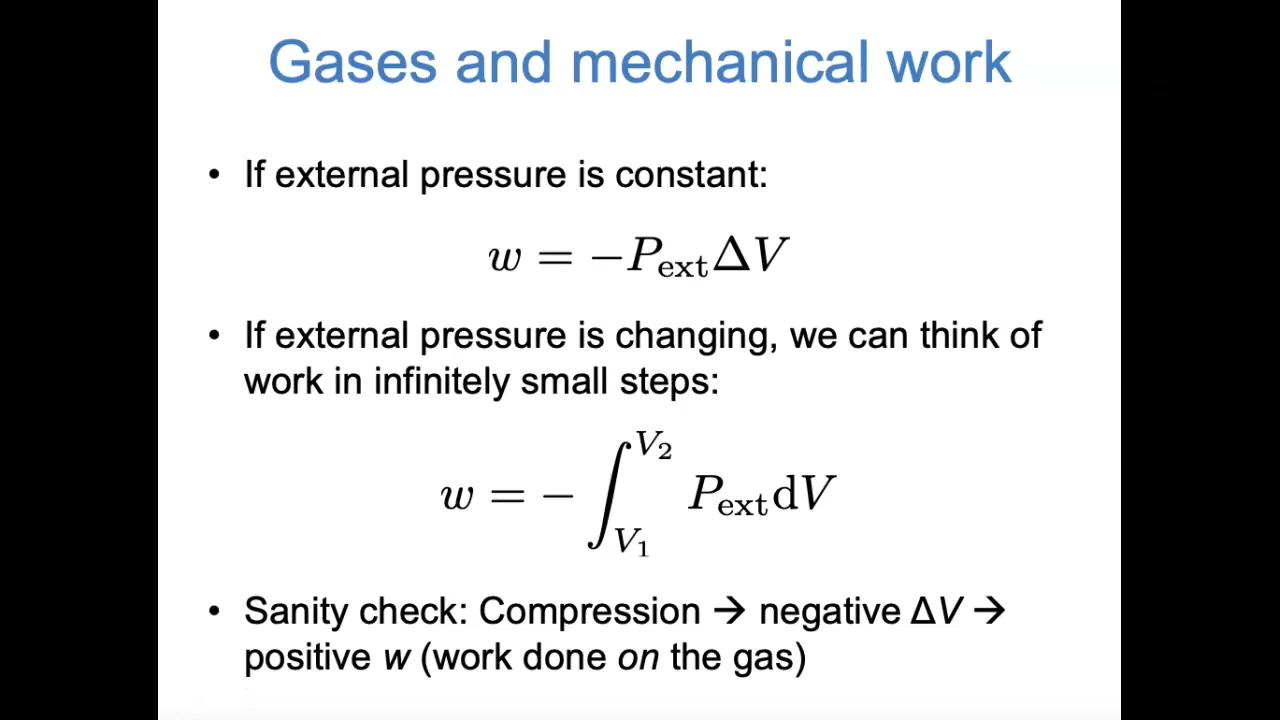 Gases and mechanical work
• If external pressure is constant:
w = −P_ext ΔV
• If external pressure is changing, we can think of
work in infinitely small steps:
w = −∫_{V₁}^{V₂} P_ext dV
• Sanity check: Compression → negative ΔV →
positive w (work done on the gas)